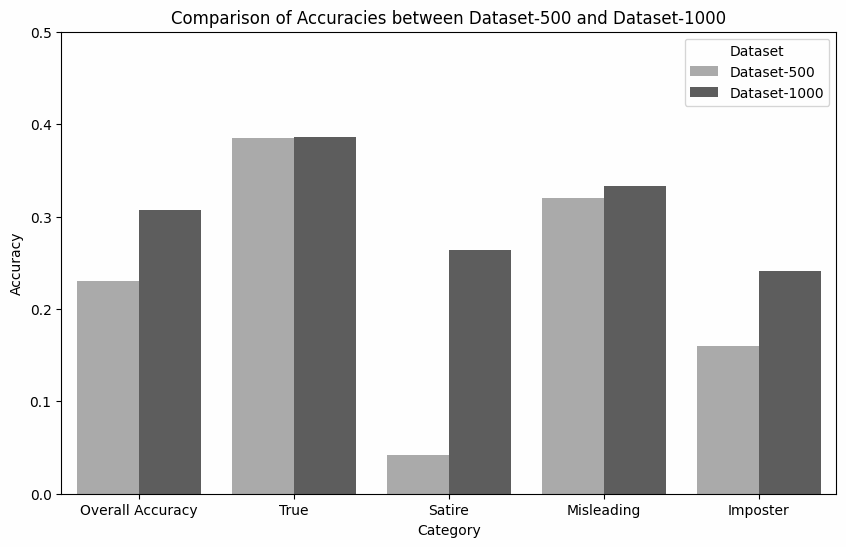 Comparison of Accuracies between Dataset-500 and Dataset-1000
Dataset
Dataset-500
Dataset-1000
Accuracy
0.5
0.4
0.3
0.2
0.1
0.0
Overall Accuracy True Satire Misleading Imposter
Category